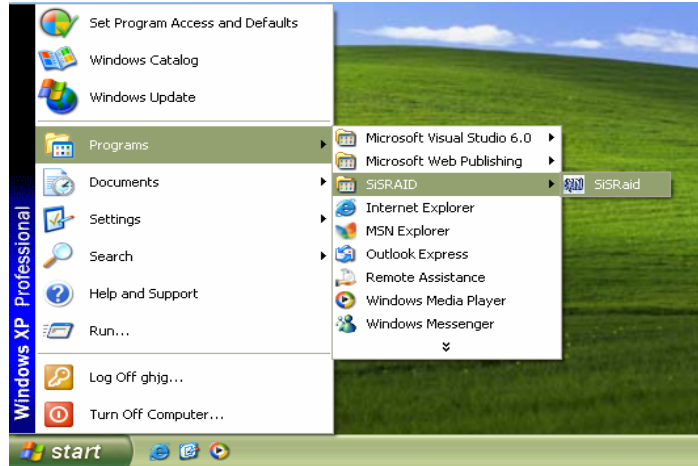 Set Program Access and Defaults
Windows Catalog
Windows Update
Programs
Documents
Settings
Search
Help and Support
Run...
Log Off ghjg...
Turn Off Computer...
Windows XP Professional
Microsoft Visual Studio 6.0
Microsoft Web Publishing
SiSRAID
Internet Explorer
MSN Explorer
Outlook Express
Remote Assistance
Windows Media Player
Windows Messenger
SiSRaid
start